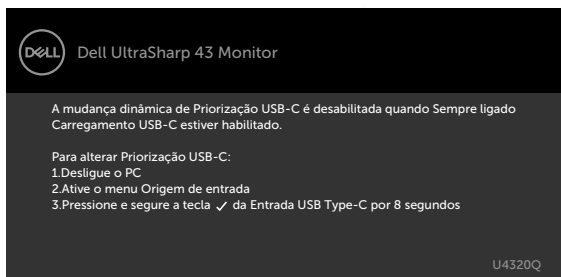 DELL
Dell UltraSharp 43 Monitor
A mudança dinâmica de Priorização USB-C é desabilitada quando Sempre ligado
Carregamento USB-C estiver habilitado.
Para alterar Priorização USB-C:
1.Desligue o PC
2.Ative o menu Origem de entrada
3.Pressione e segure a tecla ✓ da Entrada USB Type-C por 8 segundos
U4320Q